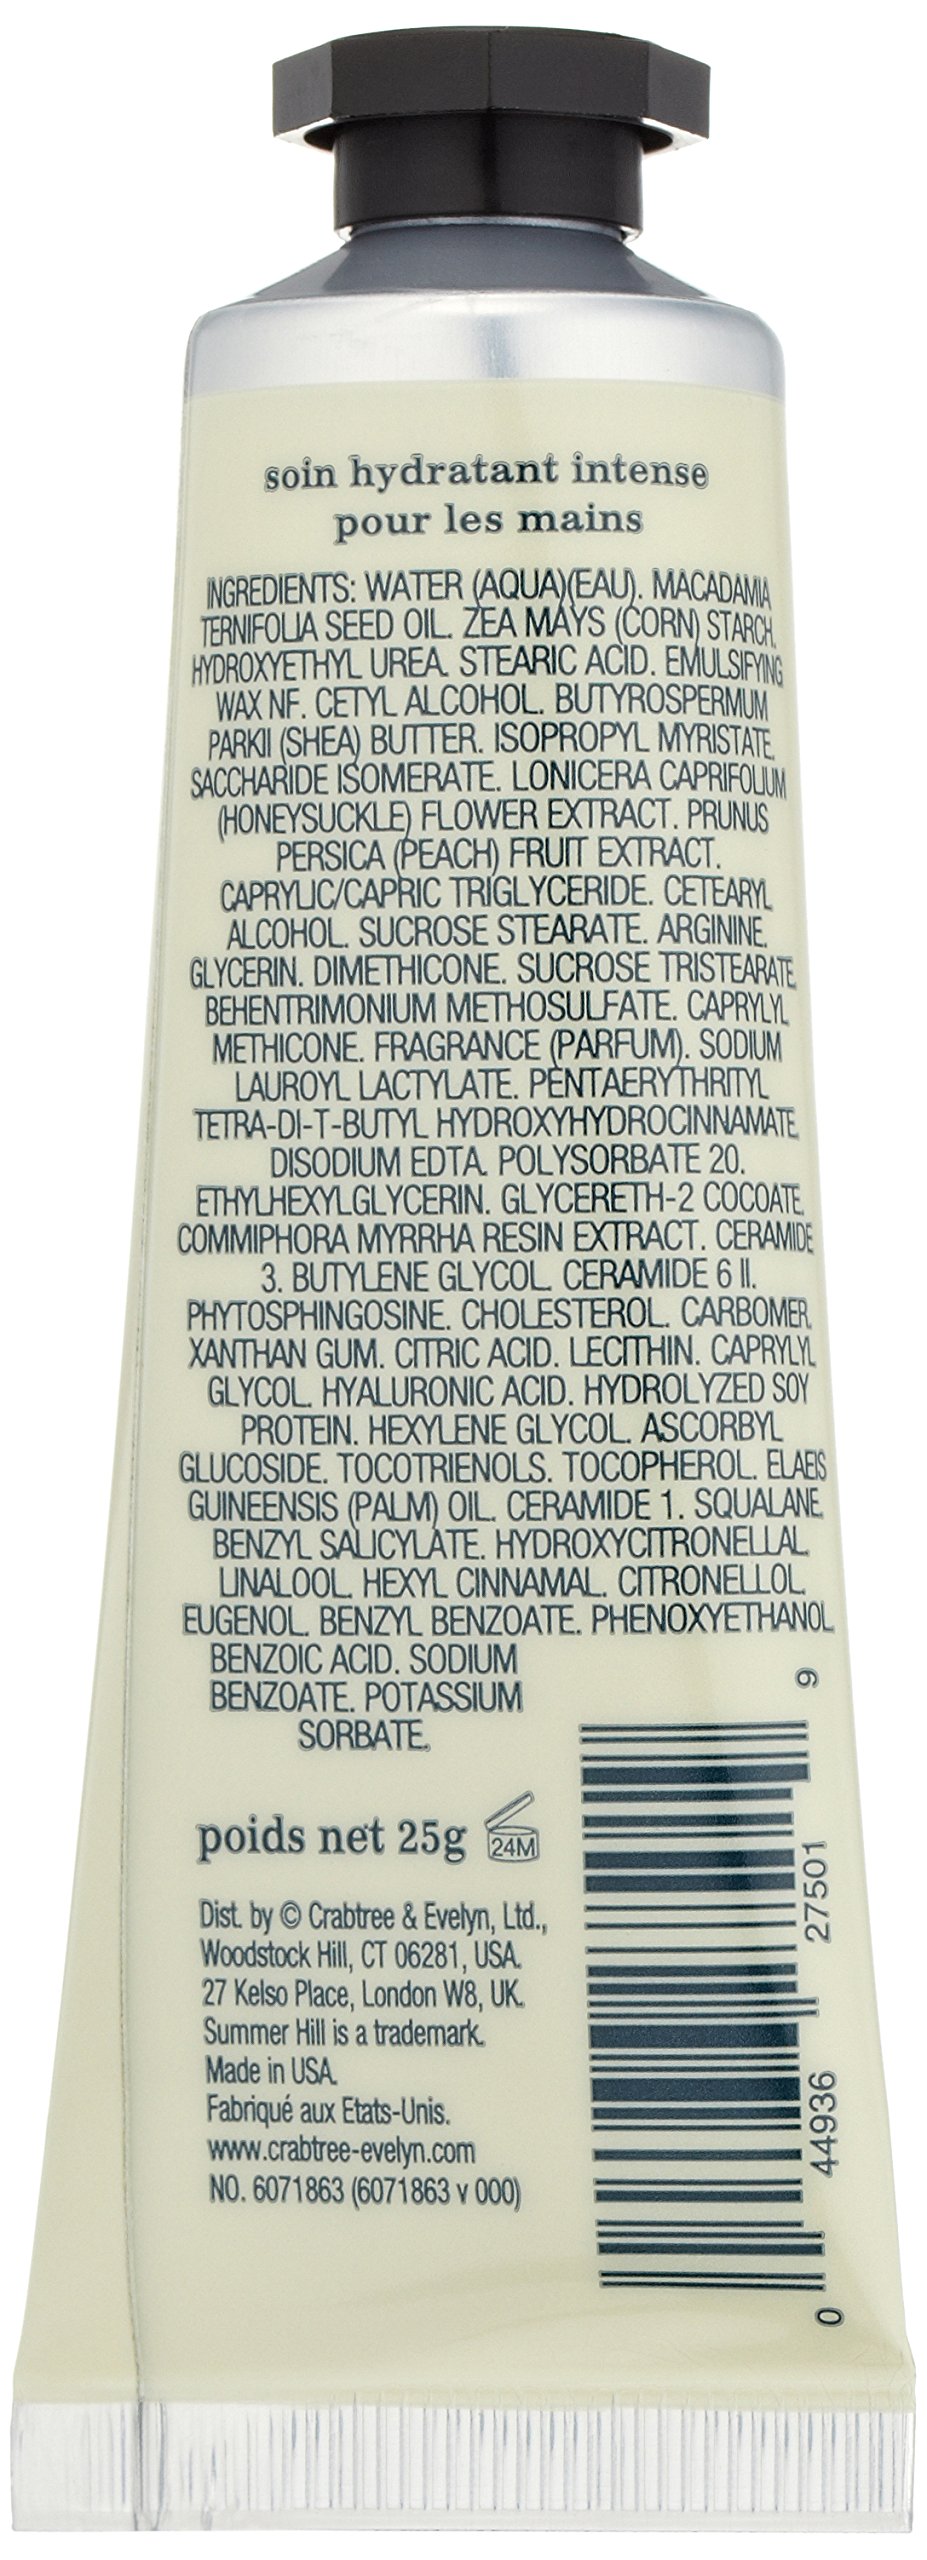 soin hydratant intense
pour les mains
INGREDIENTS: WATER (AQUA)(EAU). MACADAMIA
TERNIFOLIA SEED OIL. ZEA MAYS (CORN) STARCH.
HYDROXYETHYL UREA. STEARIC ACID. EMULSIFYING
WAX NF. CETYL ALCOHOL. BUTYROSPERMUM
PARKII (SHEA) BUTTER. ISOPROPYL MYRISTATE.
SACCHARIDE ISOMERATE. LONICERA CAPRIFOLIUM
(HONEYSUCKLE) FLOWER EXTRACT. PRUNUS
PERSICA (PEACH) FRUIT EXTRACT.
CAPRYLIC/CAPRIC TRIGLYCERIDE. CETEARYL
ALCOHOL. SUCROSE STEARATE. ARGININE.
GLYCERIN. DIMETHICONE. SUCROSE TRISTEARATE.
BEHENTRIMONIUM METHOSULFATE. CAPRYLYL
METHICONE. FRAGRANCE (PARFUM). SODIUM
LAUROYL LACTYLATE. PENTAERYTHRITYL
TETRA-DI-T-BUTYL HYDROXYHYDROCINNAMATE.
DISODIUM EDTA. POLYSORBATE 20.
ETHYLHEXYLGLYCERIN. GLYCERETH-2 COCOATE.
COMMIPHORA MYRRHA RESIN EXTRACT. CERAMIDE
3. BUTYLENE GLYCOL. CERAMIDE 6 II.
PHYTOSPHINGOSINE. CHOLESTEROL. CARBOMER.
XANTHAN GUM. CITRIC ACID. LECITHIN. CAPRYLYL
GLYCOL. HYALURONIC ACID. HYDROLYZED SOY
PROTEIN. HEXYLENE GLYCOL. ASCORBYL
GLUCOSIDE. TOCOTRIENOLS. TOCOPHEROL. ELAEIS
GUINEENSIS (PALM) OIL. CERAMIDE 1. SQUALANE.
BENZYL SALICYLATE. HYDROXYCITRONELLAL.
LINALOOL. HEXYL CINNAMAL. CITRONELLOL.
EUGENOL. BENZYL BENZOATE. PHENOXYETHANOL.
BENZOIC ACID. SODIUM
BENZOATE. POTASSIUM
SORBATE.
poids net 25g
24M
Dist. by © Crabtree & Evelyn, Ltd.,
Woodstock Hill, CT 06281, USA.
27 Kelso Place, London W8, UK.
Summer Hill is a trademark.
Made in USA.
Fabriqué aux Etats-Unis.
www.crabtree-evelyn.com
NO. 6071863 (6071863 v 000)
0 44936 27501 9